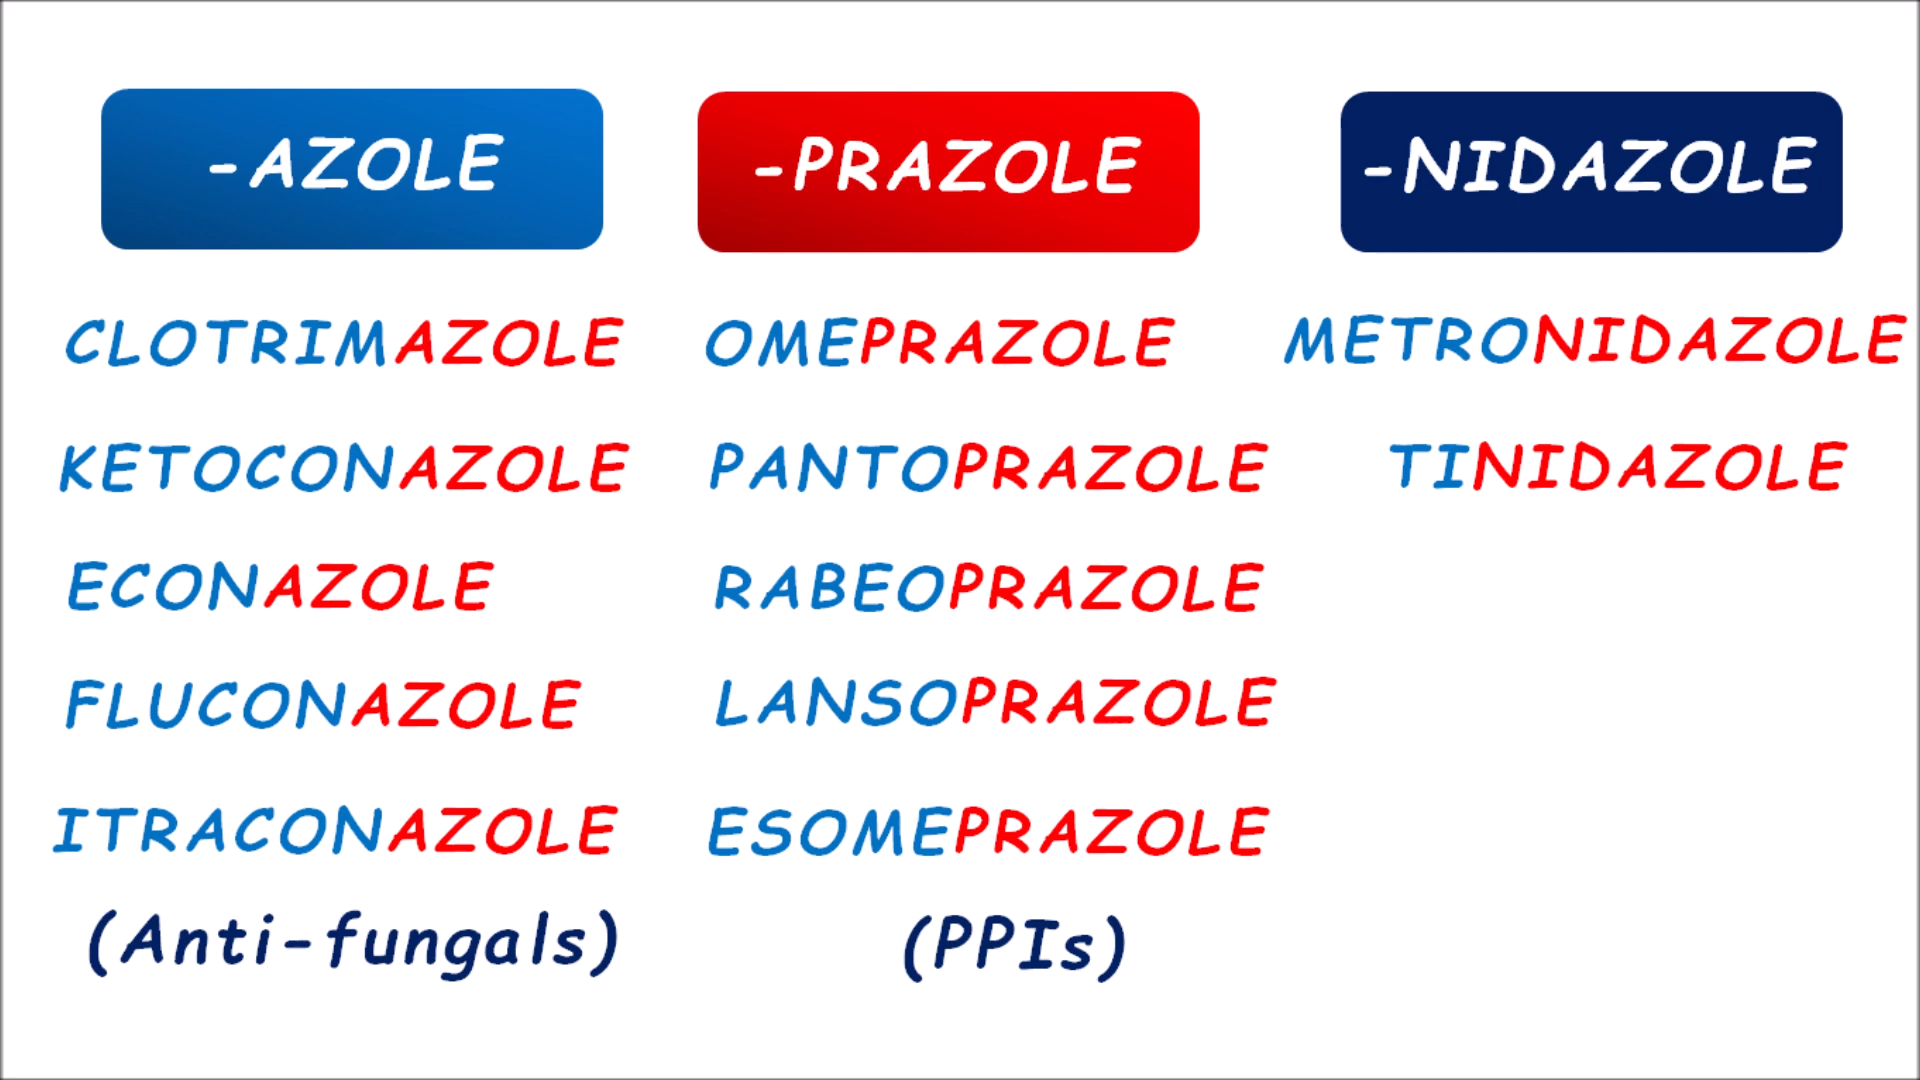 -AZOLE
CLOTRIMAZOLE
KETOCONAZOLE
ECONAZOLE
FLUCONAZOLE
ITRACONAZOLE
(Anti-fungals)
-PRAZOLE
OMEPRAZOLE
PANTOPRAZOLE
RABEOPRAZOLE
LANSOPRAZOLE
ESOMEPRAZOLE
(PPIs)
-NIDAZOLE
METRONIDAZOLE
TINIDAZOLE